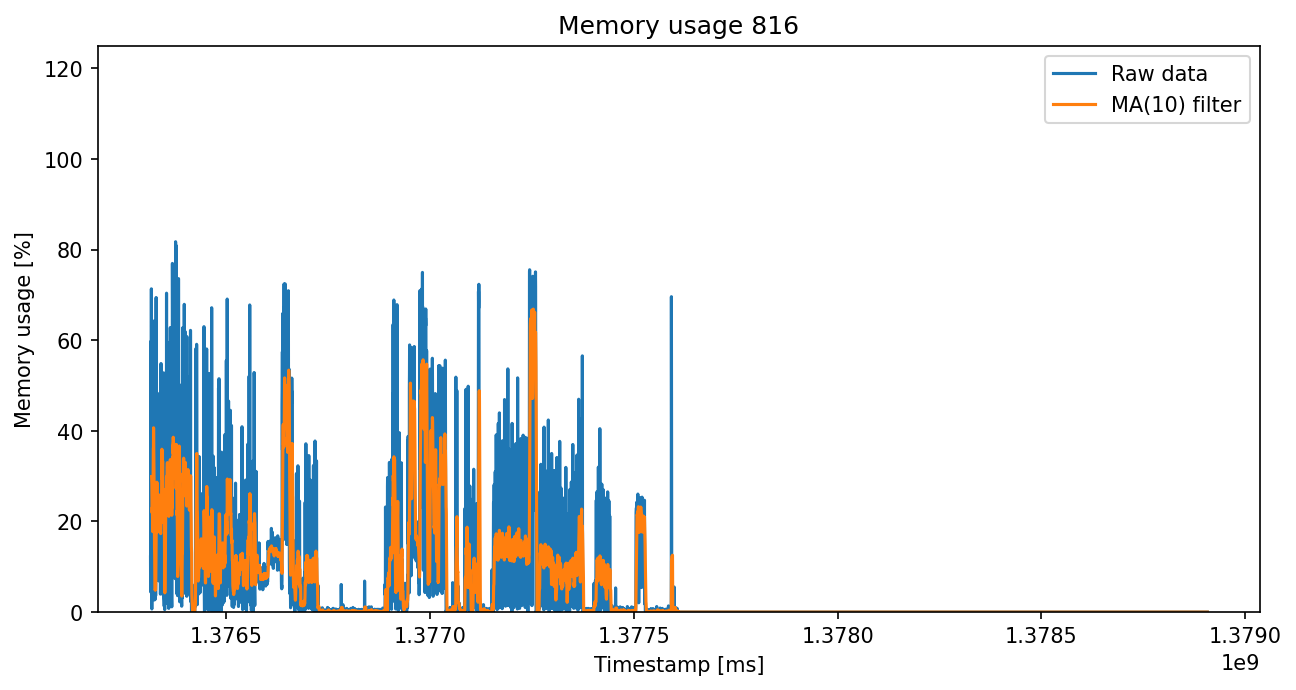 Memory usage 816
Raw data
MA(10) filter
Memory usage [%]
120
100
80
60
40
20
0
1.3765 1.3770 1.3775 1.3780 1.3785 1.3790
1e9
Timestamp [ms]